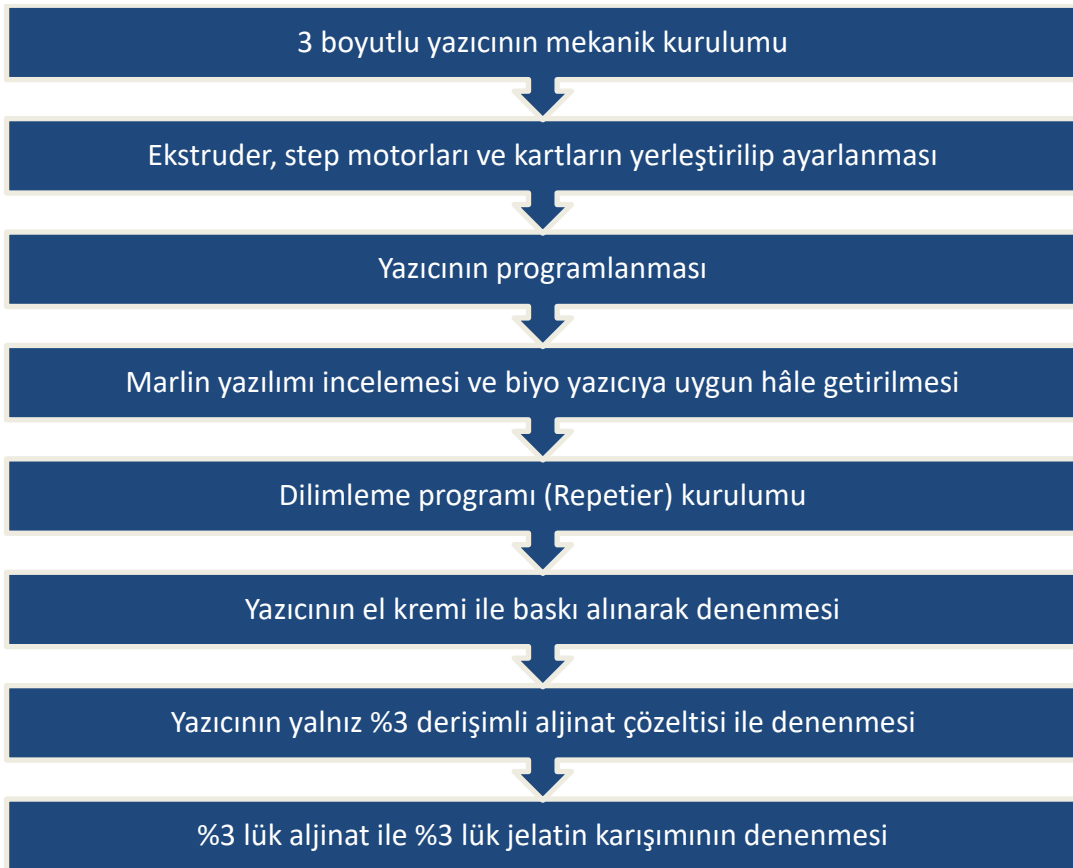 3 boyutlu yazıcının mekanik kurulumu
Ekstruder, step motorları ve kartların yerleştirilip ayarlanması
Yazıcının programlanması
Marlin yazılımı incelemesi ve biyo yazıcıya uygun hâle getirilmesi
Dilimleme programı (Repetier) kurulumu
Yazıcının el kremi ile baskı alınarak denenmesi
Yazıcının yalnız %3 derişimli aljinat çözeltisi ile denenmesi
%3 lük aljinat ile %3 lük jelatin karışımının denenmesi